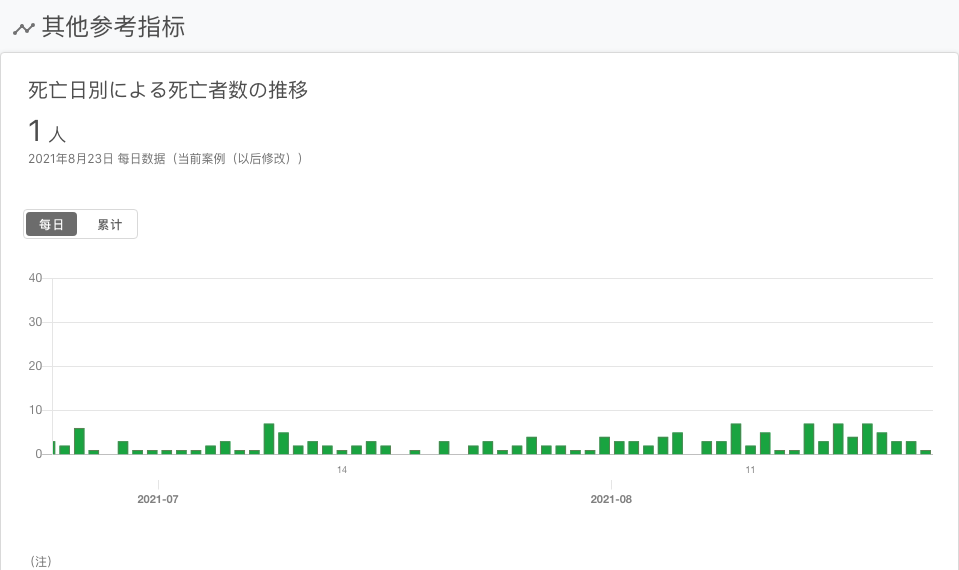 其他参考指标
死亡日別による死亡者数の推移
1 人
2021年8月23日 每日数据（当前案例（以后修改））
每日 累计
40
30
20
10
0
14 11
2021-07 2021-08
（注）